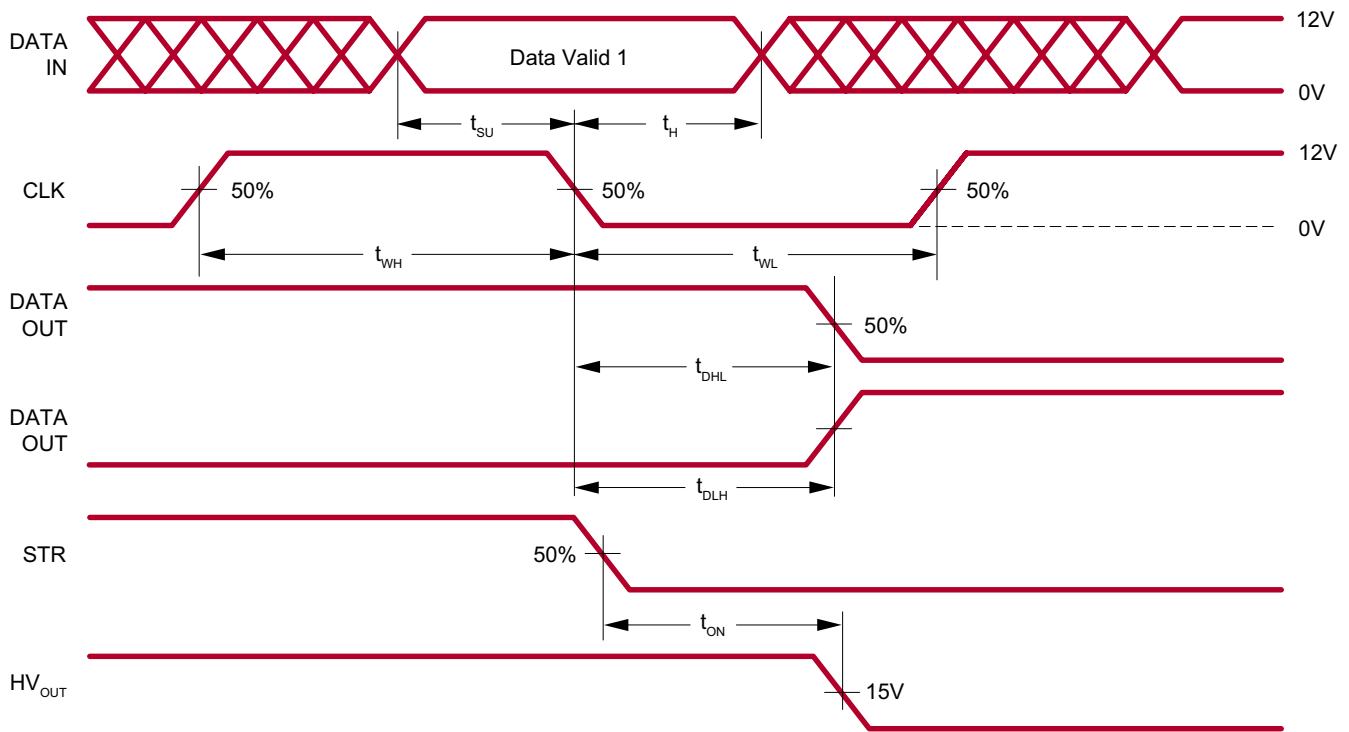 12V
DATA
IN
Data Valid 1
0V
tSU
tH
12V
CLK
50%
50%
50%
0V
tWH
tWL
DATA
OUT
50%
tDHL
DATA
OUT
tDLH
STR
50%
tON
HVOUT
15V